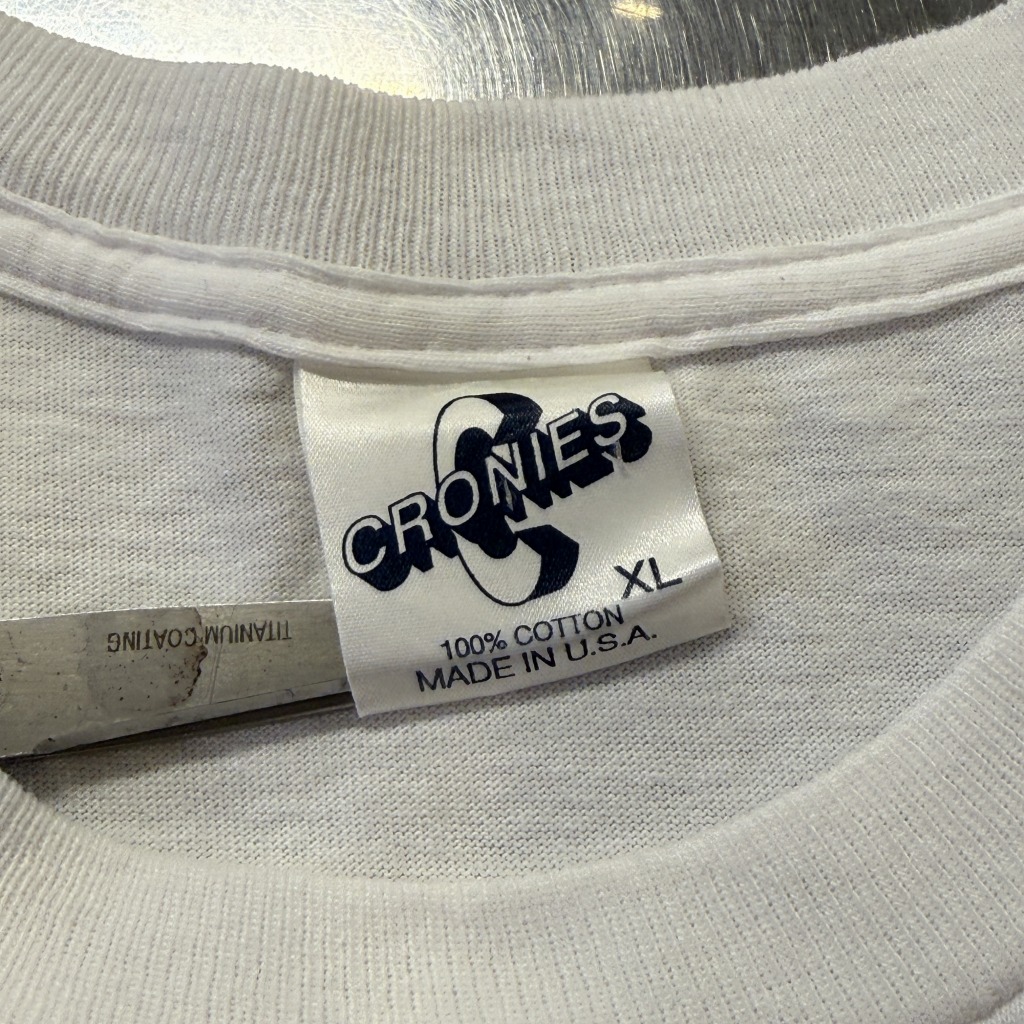 CRONIES
XL
100% COTTON
MADE IN U.S.A.
TITANIUM COATING